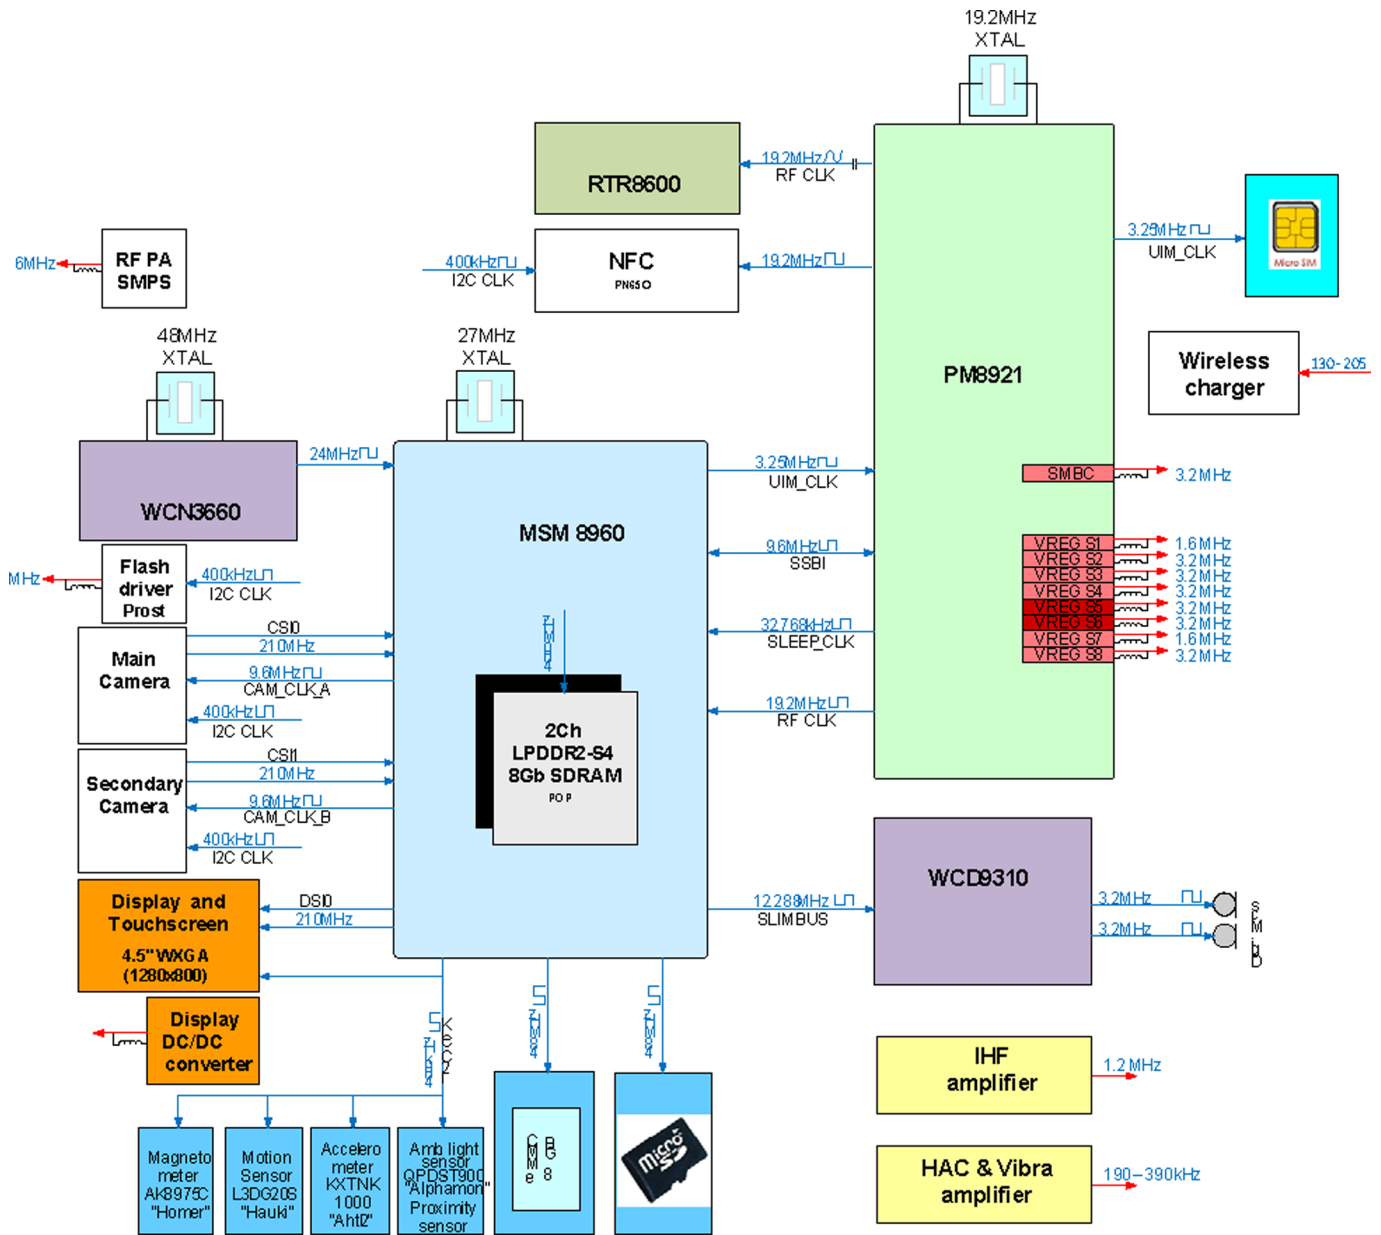 19.2MHz
XTAL
RTR8600
19.2MHz
RF CLK
3.25MHz
UIM_CLK
Micro SIM
RF PA
SMPS
6MHz
400kHz
I2C CLK
NFC
19.2MHz
48MHz
XTAL
27MHz
XTAL
PM8921
Wireless
charger
130-205
WCN3660
24MHz
MSM 8960
3.25MHz
UIM_CLK
SMBC
3.2MHz
9.6MHz
SSBI
VREG S1
1.6MHz
VREG S2
3.2MHz
VREG S3
3.2MHz
VREG S4
3.2MHz
VREG S5
3.2MHz
VREG S6
3.2MHz
VREG S7
1.6MHz
VREG S8
3.2MHz
MHz
Flash
driver
Prost
400kHz
I2C CLK
32.768kHz
SLEEP_CLK
Main
Camera
CSI0
210MHz
9.6MHz
CAM_CLK_A
400kHz
I2C CLK
19.2MHz
RF CLK
2Ch
LPDDR2-S4
8Gb SDRAM
POP
Secondary
Camera
CSI1
210MHz
9.6MHz
CAM_CLK_B
400kHz
I2C CLK
WCD9310
12.288MHz
SLIMBUS
3.2MHz
3.2MHz
DigMics
Display and
Touchscreen
4.5" WXGA
(1280x800)
DSI0
210MHz
Display
DC/DC
converter
IHF
amplifier
1.2 MHz
HAC & Vibra
amplifier
190-390kHz
Magneto
meter
AK8975C
"Homer"
Motion
Sensor
L3DG20S
"Hauki"
Accelero
meter
KXTNK
1000
"Ahti2"
Amb light
sensor
QPDST900
"Alphamon"
Proximity
sensor
micro
SD